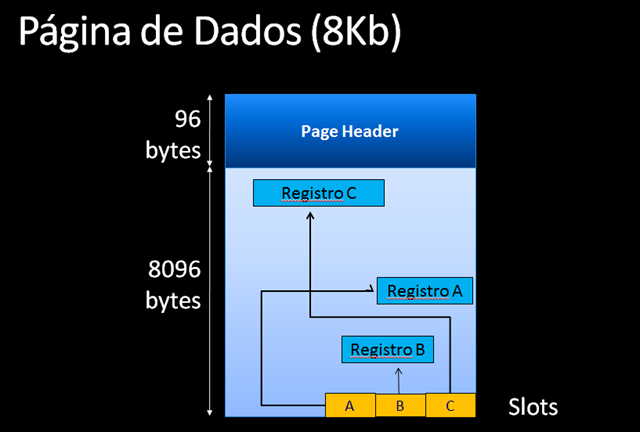 Página de Dados (8Kb)
96
bytes
Page Header
Registro C
8096
bytes
Registro A
Registro B
A
B
C
Slots